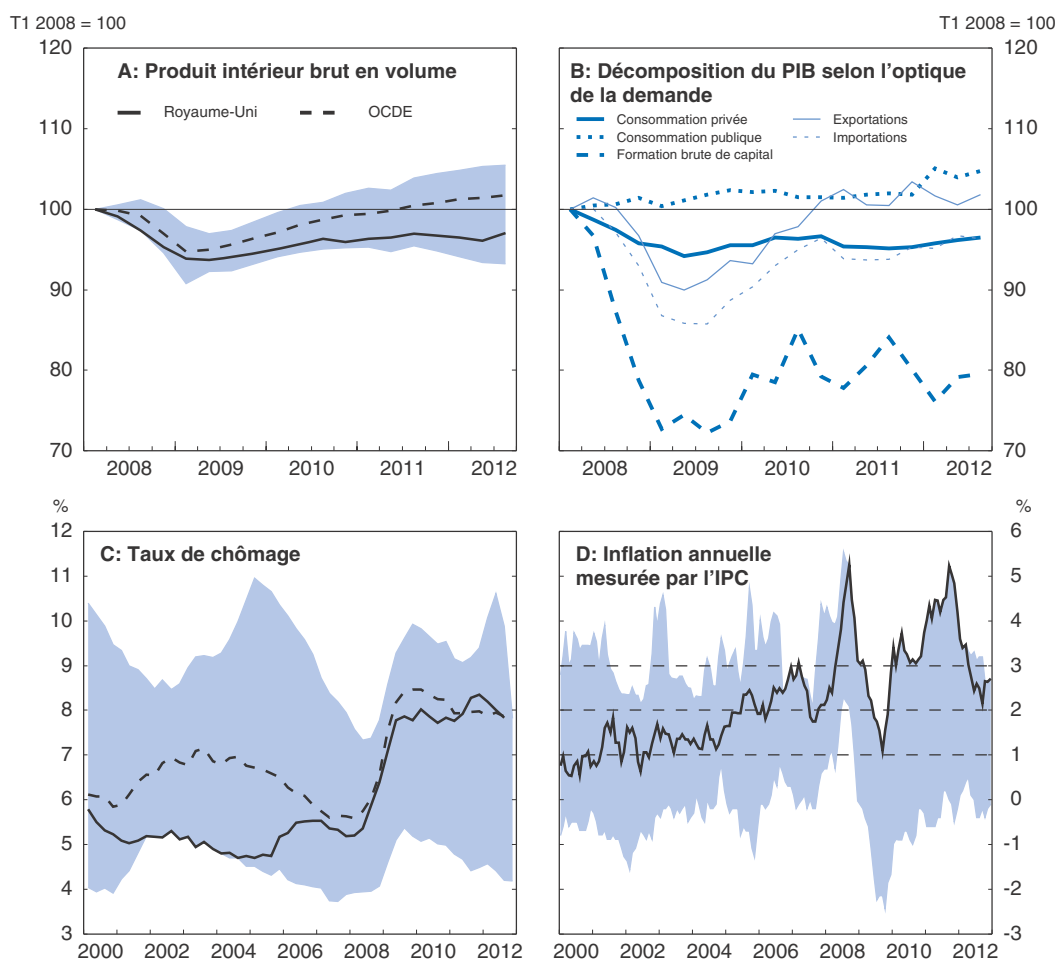 T1 2008 = 100
T1 2008 = 100
120
A: Produit intérieur brut en volume
Royaume-Uni
OCDE
110
100
90
80
70
2008 2009 2010 2011 2012
120
B: Décomposition du PIB selon l’optique
de la demande
Consommation privée
Exportations
Consommation publique
Importations
Formation brute de capital
110
100
90
80
70
2008 2009 2010 2011 2012
%
12
C: Taux de chômage
11
10
9
8
7
6
5
4
3
2000 2002 2004 2006 2008 2010 2012
%
6
D: Inflation annuelle
mesurée par l’IPC
5
4
3
2
1
0
-1
-2
-3
2000 2002 2004 2006 2008 2010 2012